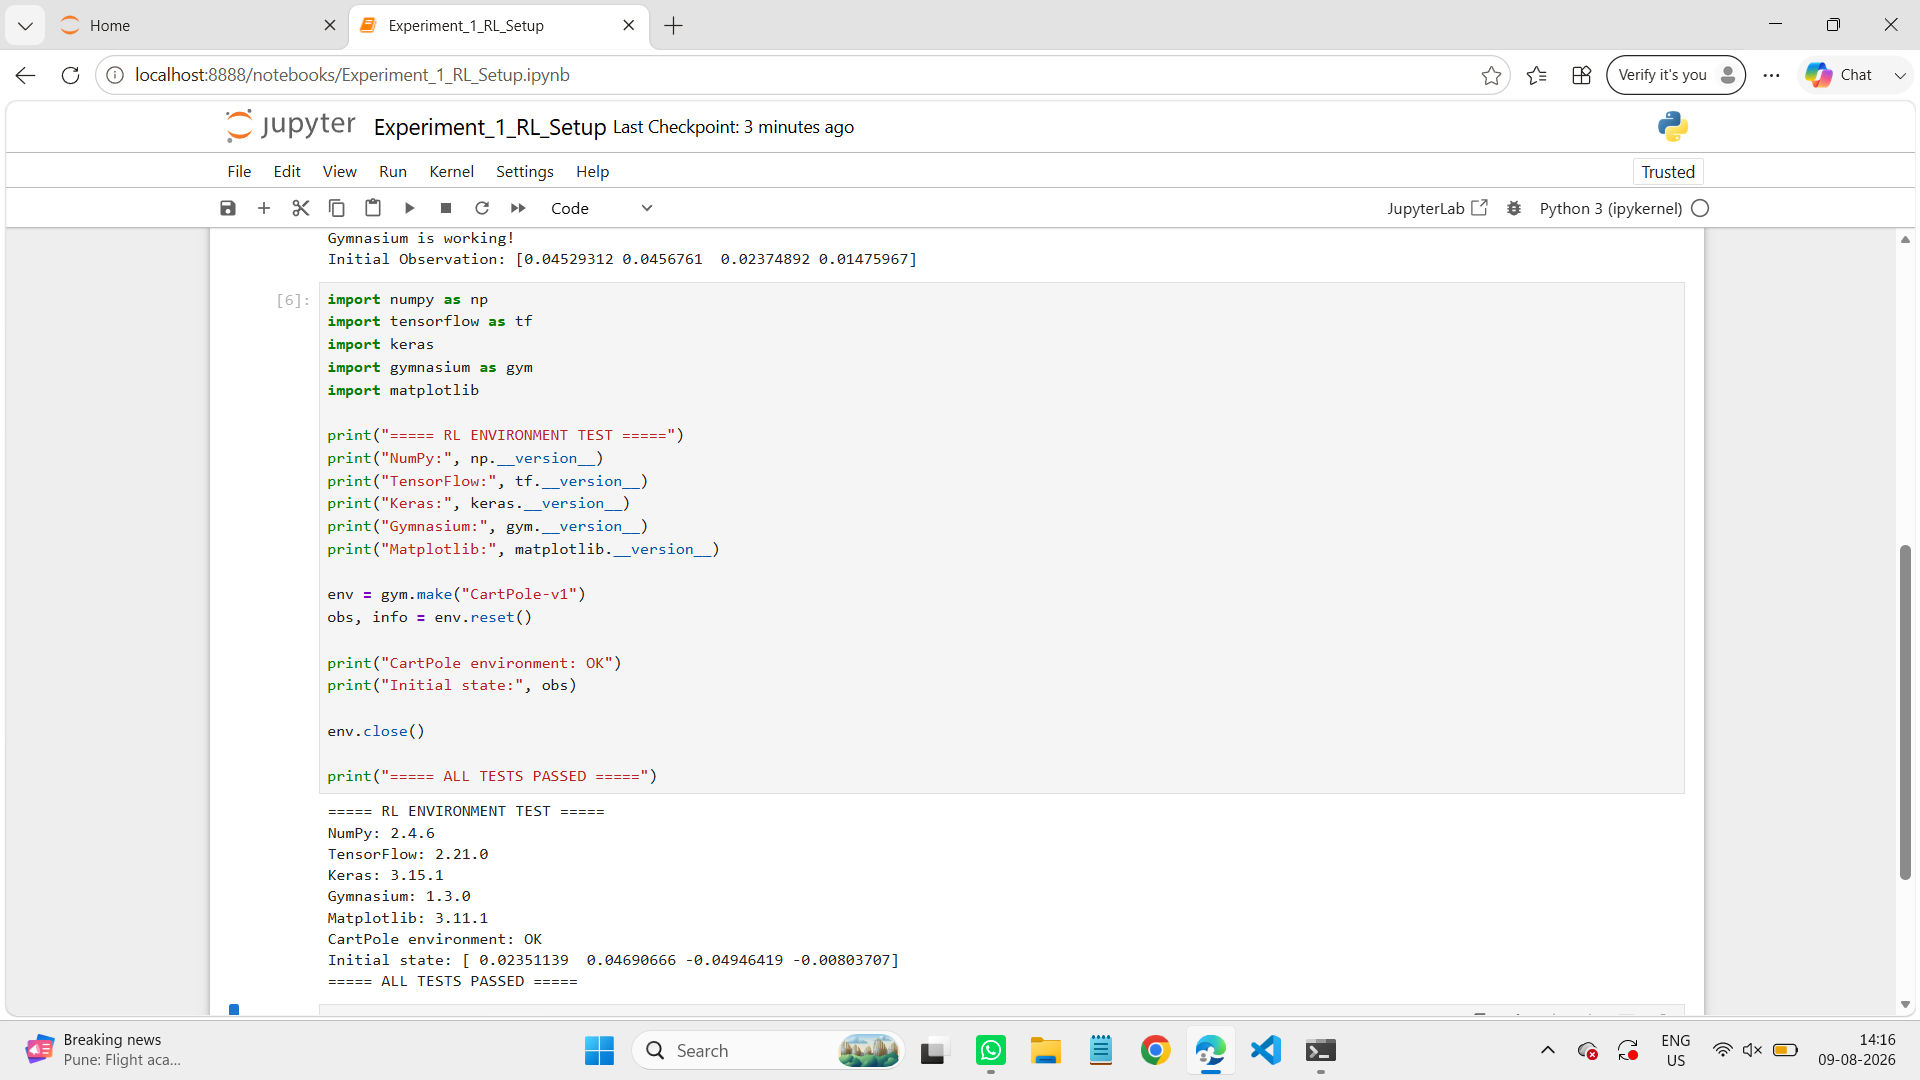 Home
Experiment_1_RL_Setup
localhost:8888/notebooks/Experiment_1_RL_Setup.ipynb
Verify it's you
Chat
jupyter
Experiment_1_RL_Setup Last Checkpoint: 3 minutes ago
File Edit View Run Kernel Settings Help
Trusted
Code
JupyterLab
Python 3 (ipykernel)
Gymnasium is working!
Initial Observation: [0.04529312 0.0456761  0.02374892 0.01475967]
[6]:
import numpy as np
import tensorflow as tf
import keras
import gymnasium as gym
import matplotlib
print("===== RL ENVIRONMENT TEST =====")
print("NumPy:", np.__version__)
print("TensorFlow:", tf.__version__)
print("Keras:", keras.__version__)
print("Gymnasium:", gym.__version__)
print("Matplotlib:", matplotlib.__version__)
env = gym.make("CartPole-v1")
obs, info = env.reset()
print("CartPole environment: OK")
print("Initial state:", obs)
env.close()
print("===== ALL TESTS PASSED =====")
===== RL ENVIRONMENT TEST =====
NumPy: 2.4.6
TensorFlow: 2.21.0
Keras: 3.15.1
Gymnasium: 1.3.0
Matplotlib: 3.11.1
CartPole environment: OK
Initial state: [ 0.02351139  0.04690666 -0.04946419 -0.00803707]
===== ALL TESTS PASSED =====
Breaking news
Pune: Flight aca...
Search
ENG
US
14:16
09-08-2026